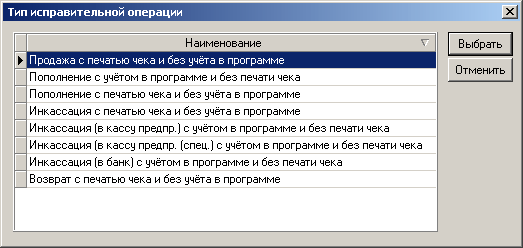 Тип исправительной операции
Наименование
Продажа с печатью чека и без учёта в программе
Пополнение с учётом в программе и без печати чека
Пополнение с печатью чека и без учёта в программе
Инкассация с печатью чека и без учёта в программе
Инкассация (в кассу предпр.) с учётом в программе и без печати чека
Инкассация (в кассу предпр. (спец.) с учётом в программе и без печати чека
Инкассация (в банк) с учётом в программе и без печати чека
Возврат с печатью чека и без учёта в программе
Выбрать
Отменить